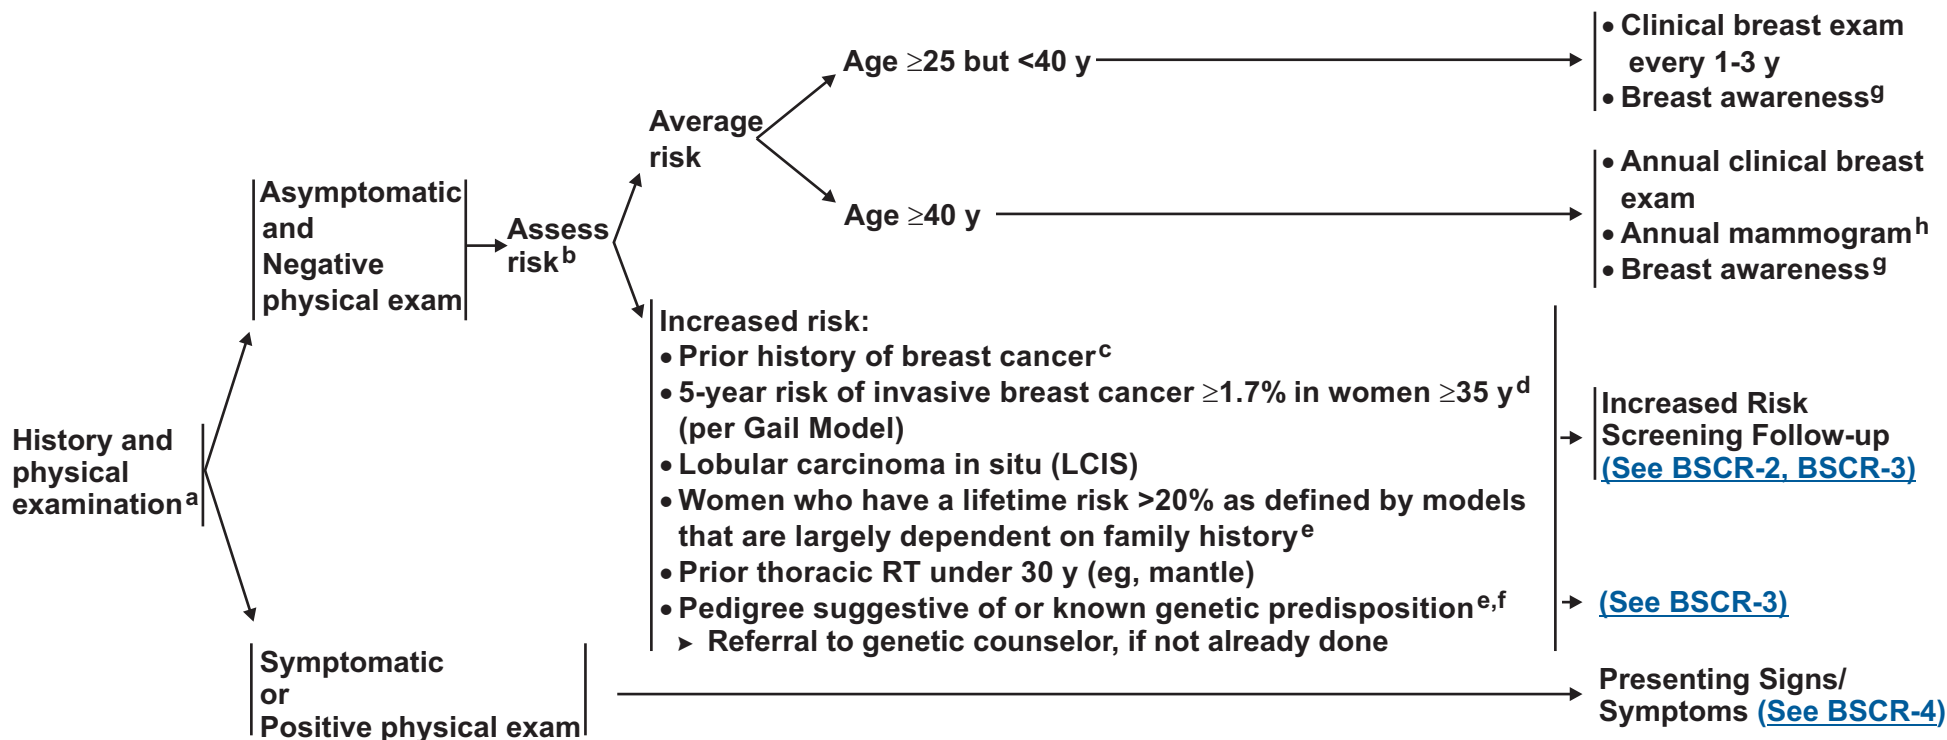 History and
physical
examinationa
Asymptomatic
and
Negative
physical exam
Assess
riskb
Average
risk
Age ≥25 but <40 y
• Clinical breast exam
every 1-3 y
• Breast awarenessg
Age ≥40 y
• Annual clinical breast
exam
• Annual mammogramh
• Breast awarenessg
Increased risk:
• Prior history of breast cancerc
• 5-year risk of invasive breast cancer ≥1.7% in women ≥35 yd
(per Gail Model)
• Lobular carcinoma in situ (LCIS)
• Women who have a lifetime risk >20% as defined by models
that are largely dependent on family historye
• Prior thoracic RT under 30 y (eg, mantle)
• Pedigree suggestive of or known genetic predispositione,f
➤ Referral to genetic counselor, if not already done
Increased Risk
Screening Follow-up
(See BSCR-2, BSCR-3)
(See BSCR-3)
Symptomatic
or
Positive physical exam
Presenting Signs/
Symptoms (See BSCR-4)